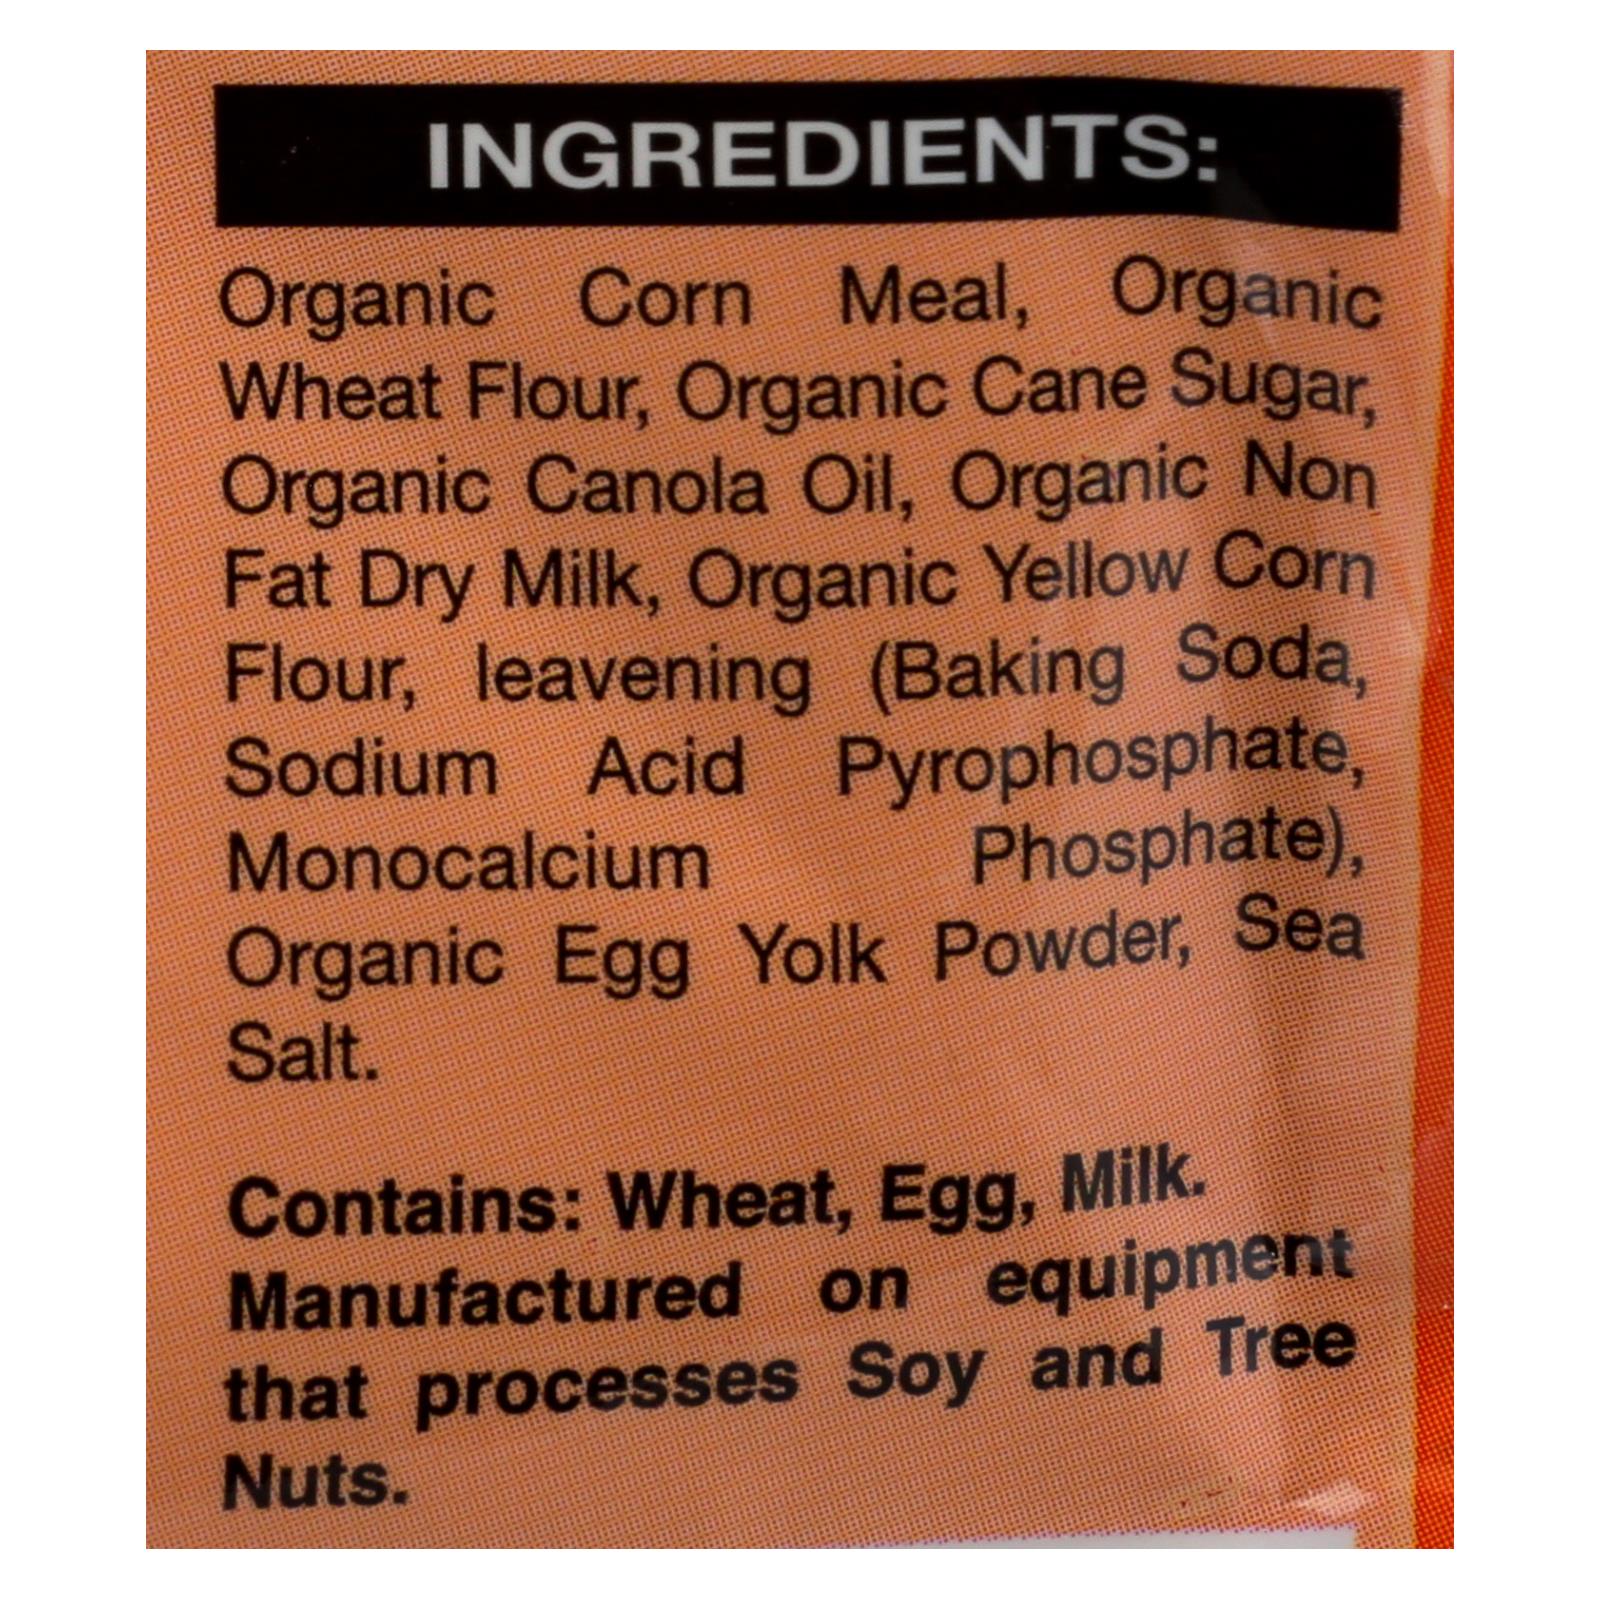 INGREDIENTS:
Organic Corn Meal, Organic
Wheat Flour, Organic Cane Sugar,
Organic Canola Oil, Organic Non
Fat Dry Milk, Organic Yellow Corn
Flour, leavening (Baking Soda,
Sodium Acid Pyrophosphate,
Monocalcium Phosphate),
Organic Egg Yolk Powder, Sea
Salt.
Contains: Wheat, Egg, Milk.
Manufactured on equipment
that processes Soy and Tree
Nuts.